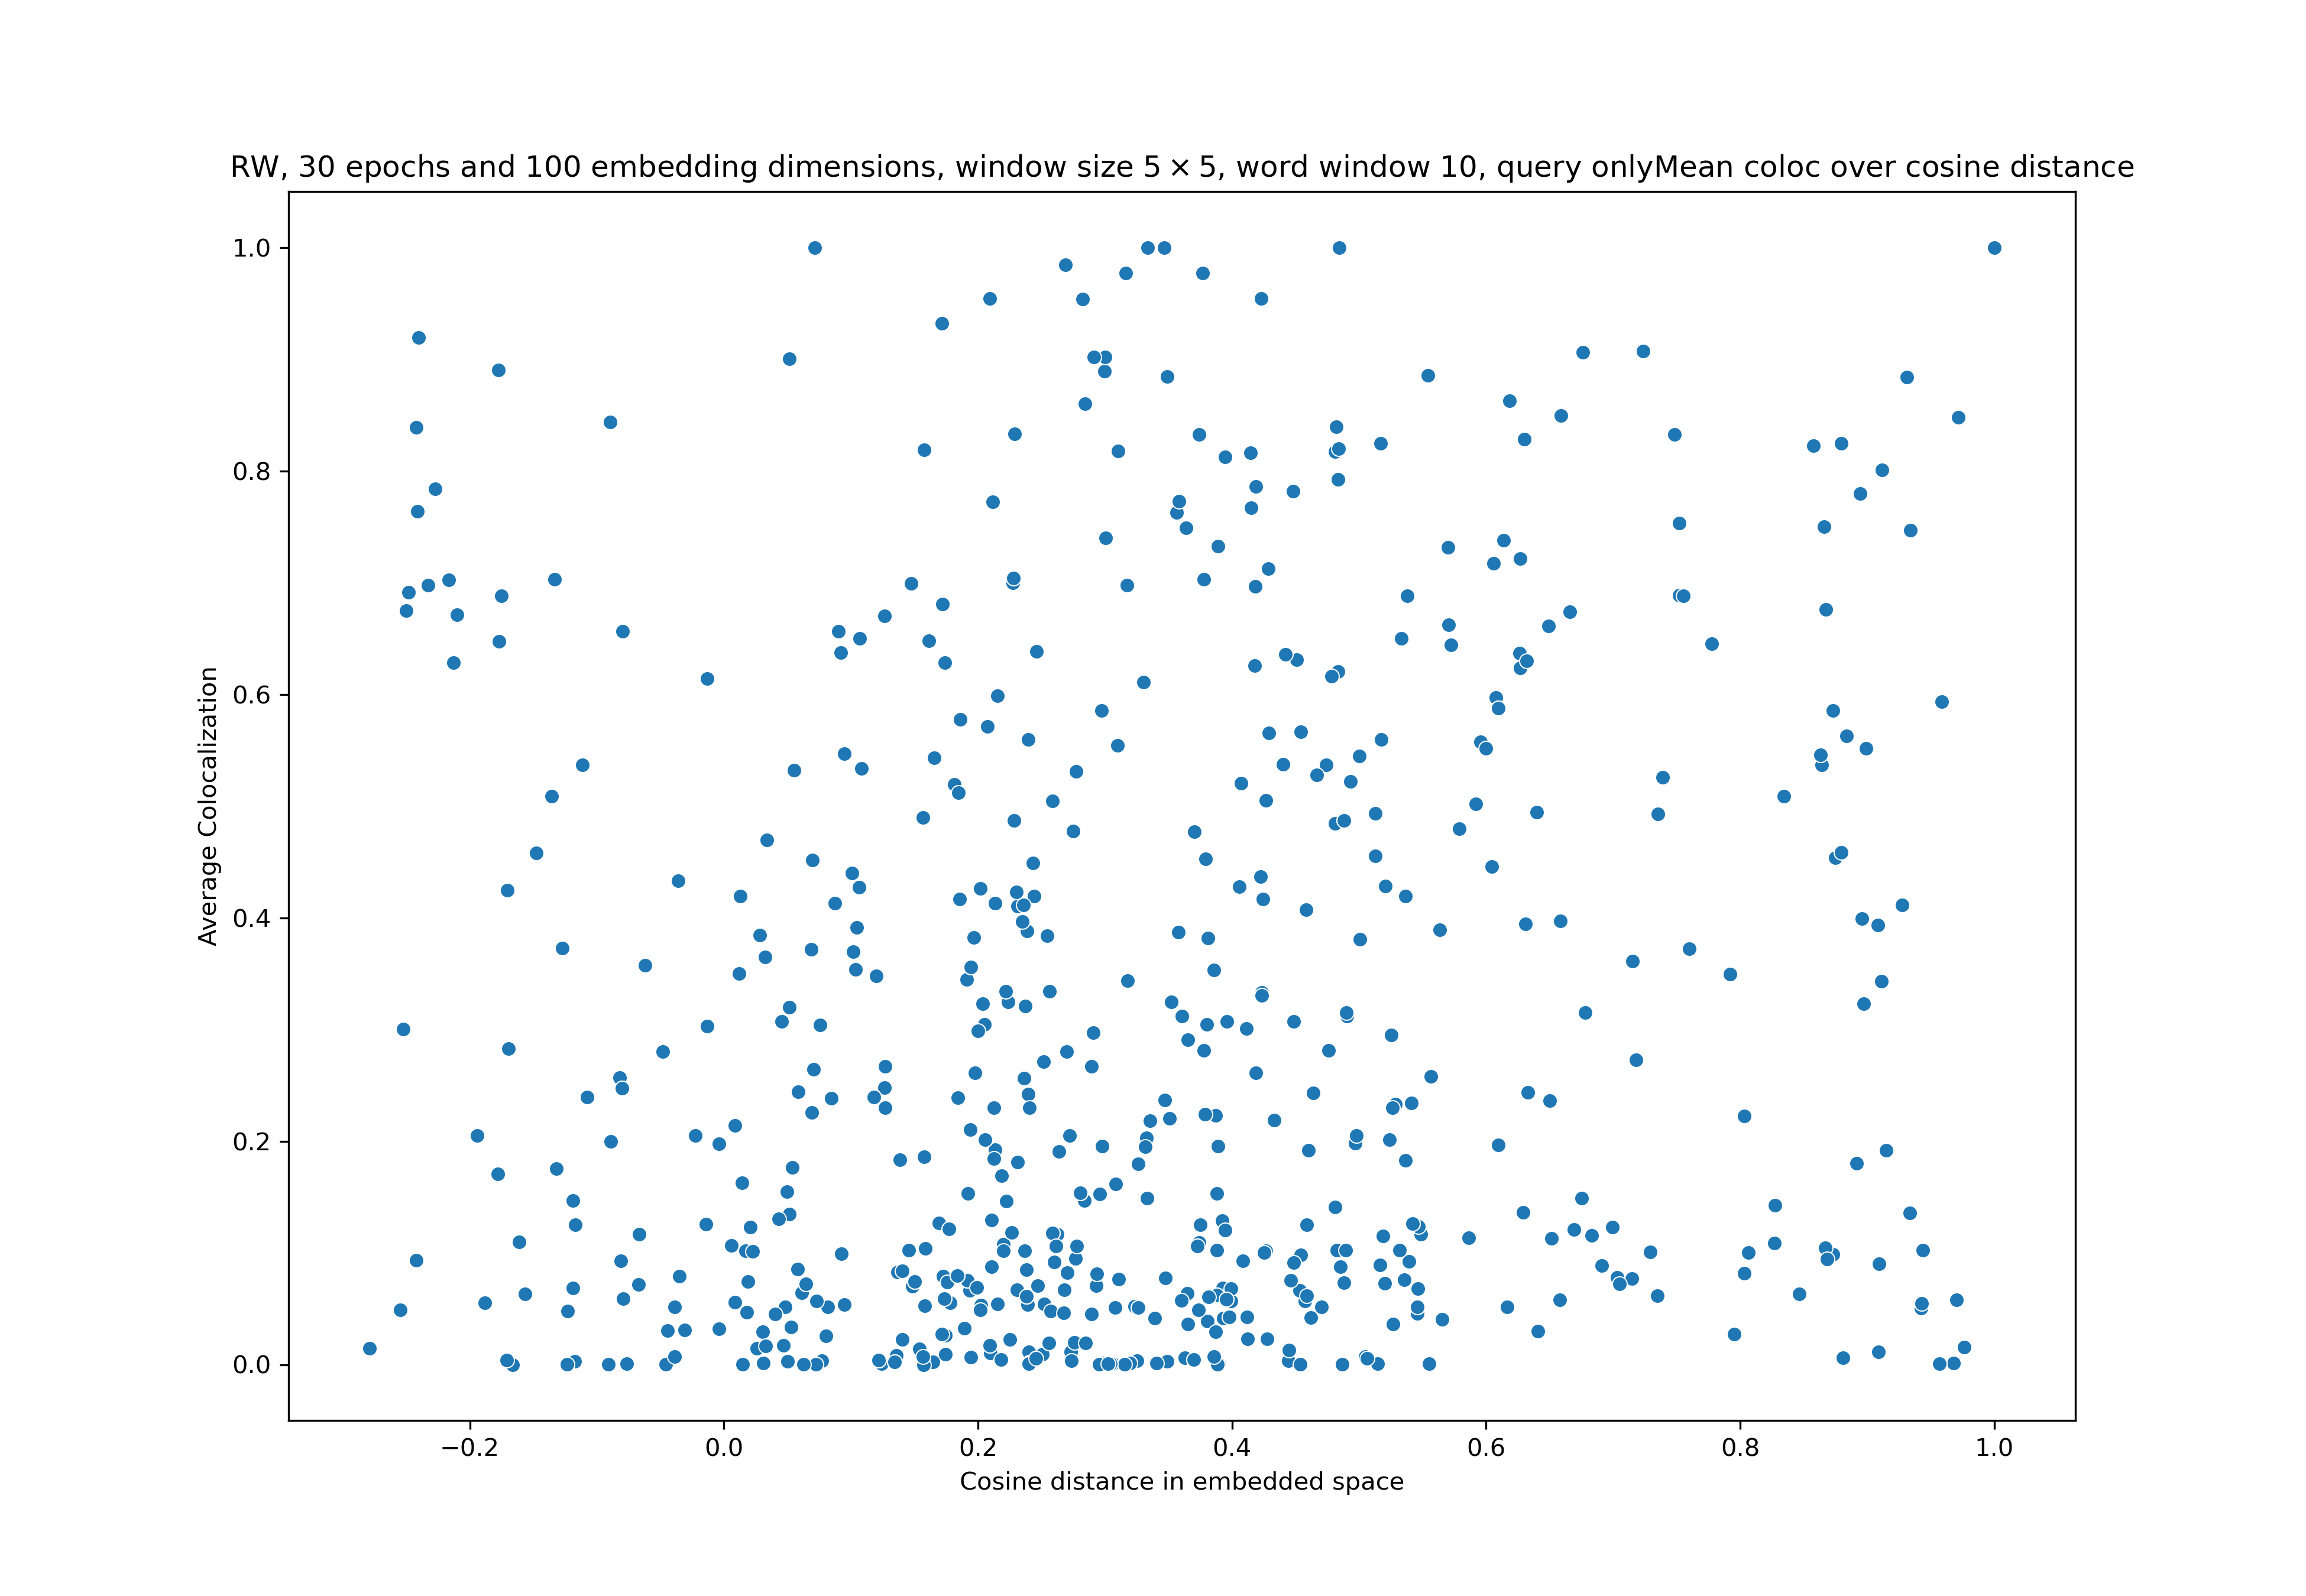 RW, 30 epochs and 100 embedding dimensions, window size 5 × 5, word window 10, query onlyMean coloc over cosine distance
1.0
0.8
0.6
0.4
0.2
0.0
Average Colocalization
−0.2 0.0 0.2 0.4 0.6 0.8 1.0
Cosine distance in embedded space